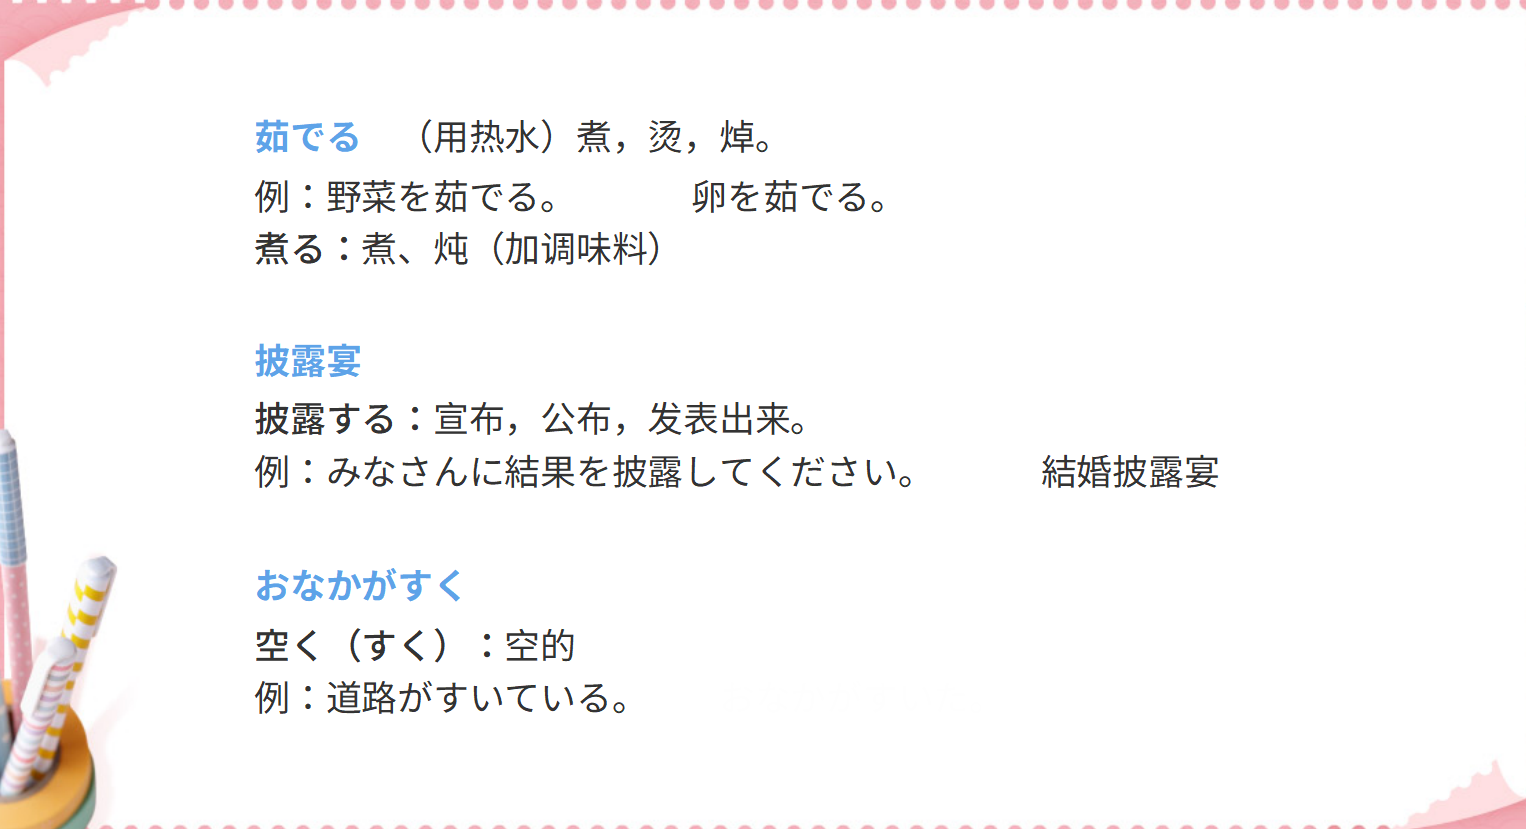 茹でる （用热水）煮，烫，焯。
例：野菜を茹でる。 卵を茹でる。
煮る：煮、炖（加调味料）
披露宴
披露する：宣布，公布，发表出来。
例：みなさんに結果を披露してください。 結婚披露宴
おなかがすく
空く（すく）：空的
例：道路がすいている。